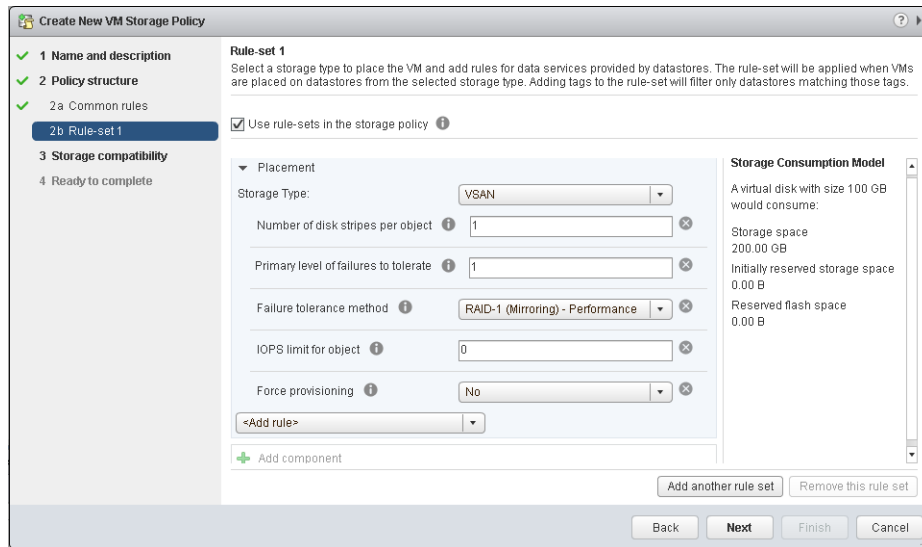 Create New VM Storage Policy
1 Name and description
2 Policy structure
2a Common rules
2b Rule-set 1
3 Storage compatibility
4 Ready to complete
Rule-set 1
Select a storage type to place the VM and add rules for data services provided by datastores. The rule-set will be applied when VMs
are placed on datastores from the selected storage type. Adding tags to the rule-set will filter only datastores matching those tags.
Use rule-sets in the storage policy
Placement
Storage Type: VSAN
Number of disk stripes per object 1
Primary level of failures to tolerate 1
Failure tolerance method RAID-1 (Mirroring) - Performance
IOPS limit for object 0
Force provisioning No
<Add rule>
Add component
Storage Consumption Model
A virtual disk with size 100 GB
would consume:
Storage space
200.00 GB
Initially reserved storage space
0.00 B
Reserved flash space
0.00 B
Add another rule set Remove this rule set
Back Next Finish Cancel